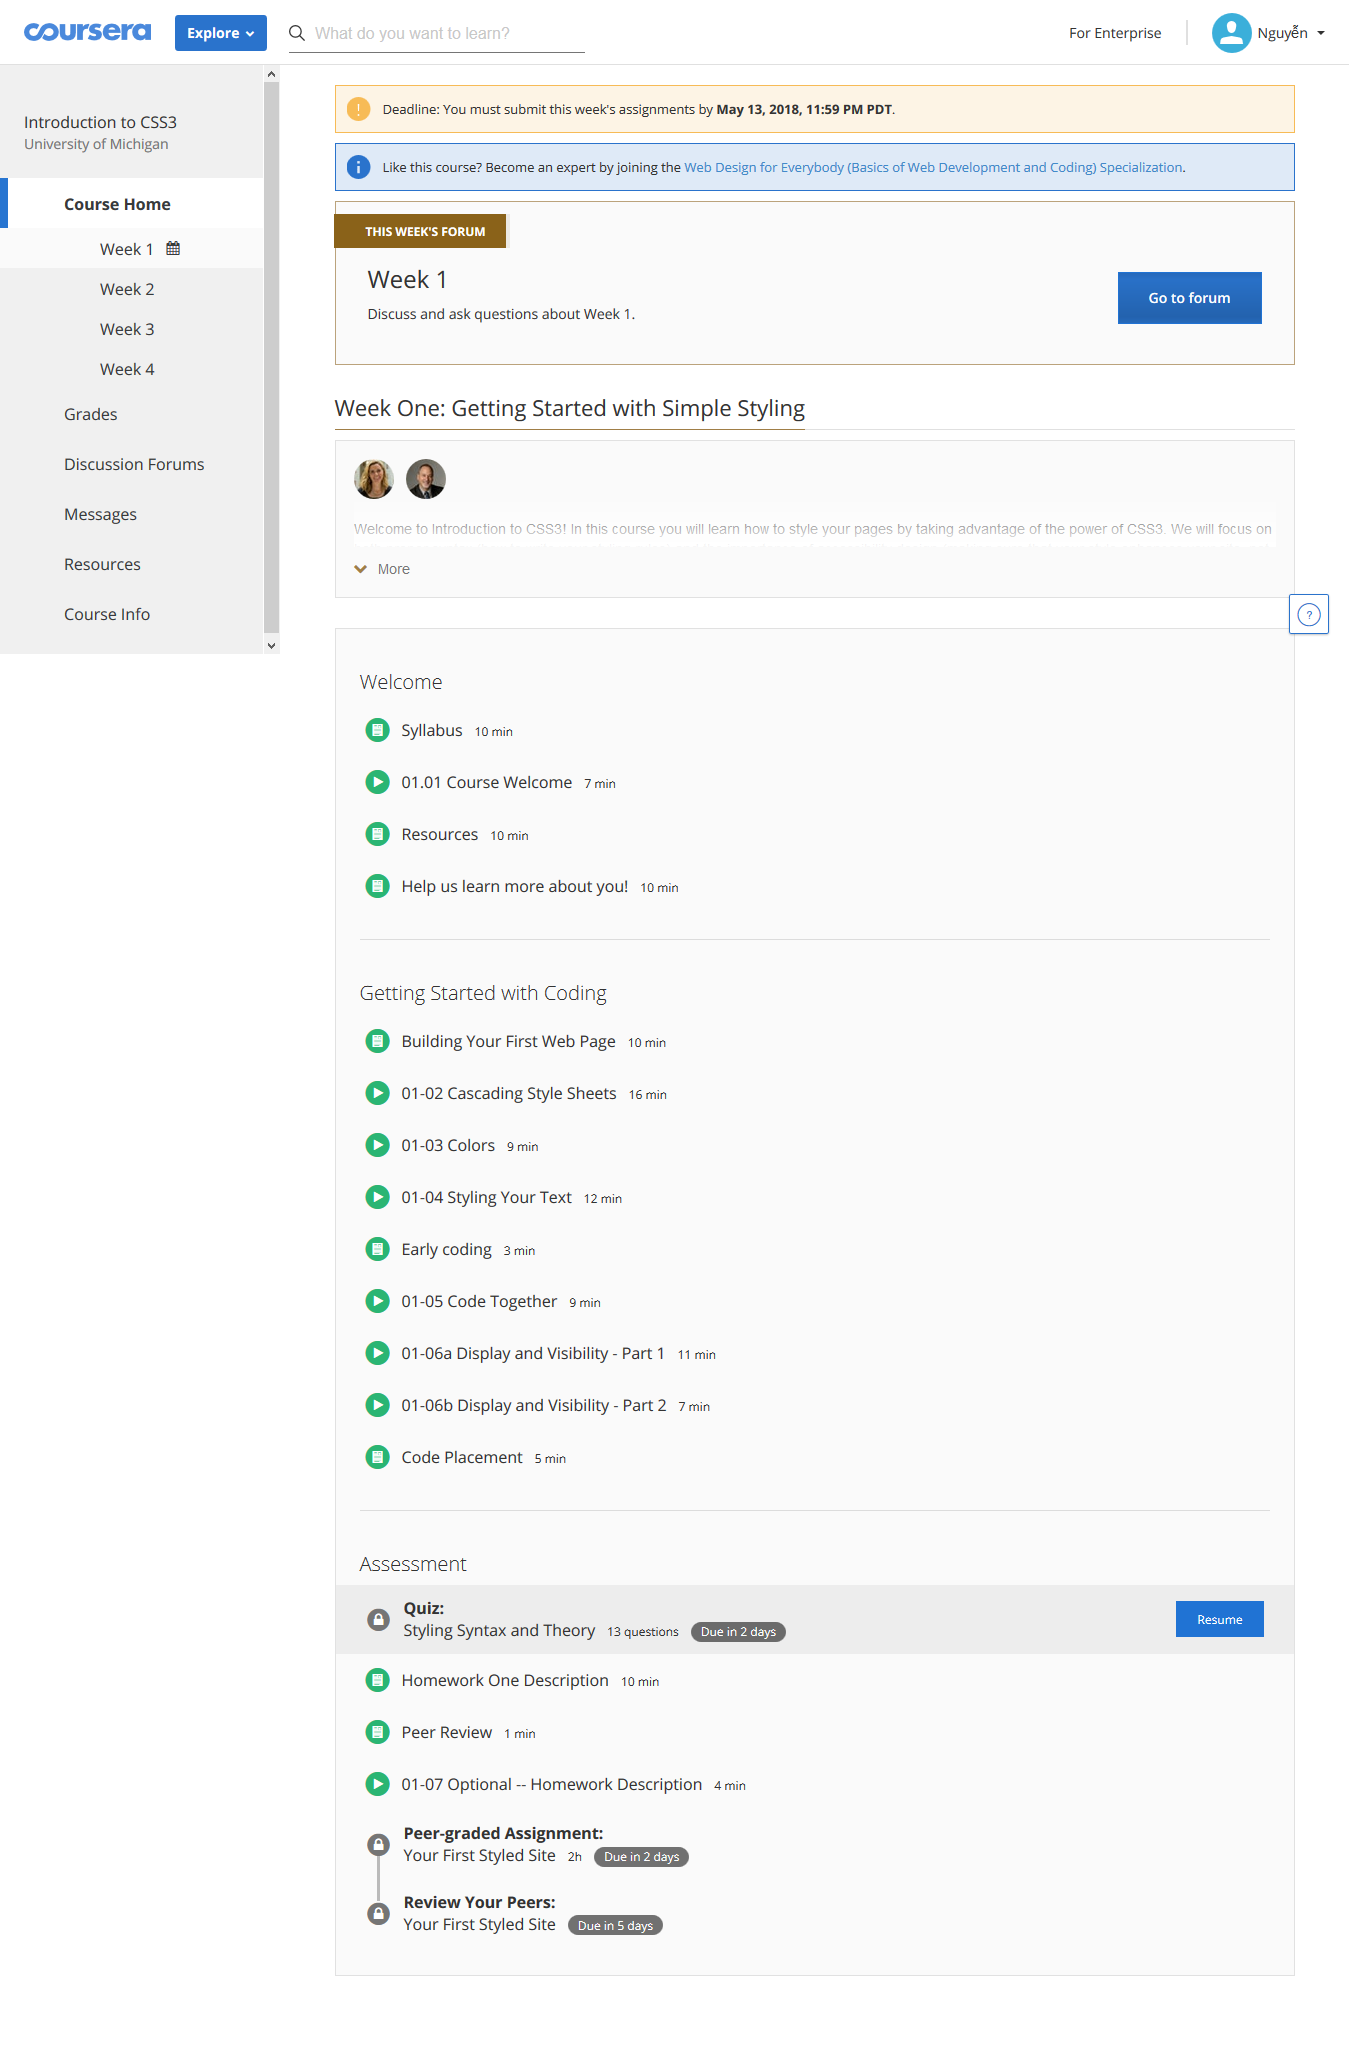 coursera
Explore
What do you want to learn?
For Enterprise
Nguyễn
Introduction to CSS3
University of Michigan
Course Home
Week 1
Week 2
Week 3
Week 4
Grades
Discussion Forums
Messages
Resources
Course Info
Deadline: You must submit this week's assignments by May 13, 2018, 11:59 PM PDT.
Like this course? Become an expert by joining the Web Design for Everybody (Basics of Web Development and Coding) Specialization.
THIS WEEK'S FORUM
Week 1
Discuss and ask questions about Week 1.
Go to forum
Week One: Getting Started with Simple Styling
Welcome to Introduction to CSS3! In this course you will learn how to style your pages by taking advantage of the power of CSS3. We will focus on
More
?
Welcome
Syllabus 10 min
01.01 Course Welcome 7 min
Resources 10 min
Help us learn more about you! 10 min
Getting Started with Coding
Building Your First Web Page 10 min
01-02 Cascading Style Sheets 16 min
01-03 Colors 9 min
01-04 Styling Your Text 12 min
Early coding 3 min
01-05 Code Together 9 min
01-06a Display and Visibility - Part 1 11 min
01-06b Display and Visibility - Part 2 7 min
Code Placement 5 min
Assessment
Quiz:
Styling Syntax and Theory 13 questions Due in 2 days
Resume
Homework One Description 10 min
Peer Review 1 min
01-07 Optional -- Homework Description 4 min
Peer-graded Assignment:
Your First Styled Site 2h Due in 2 days
Review Your Peers:
Your First Styled Site Due in 5 days